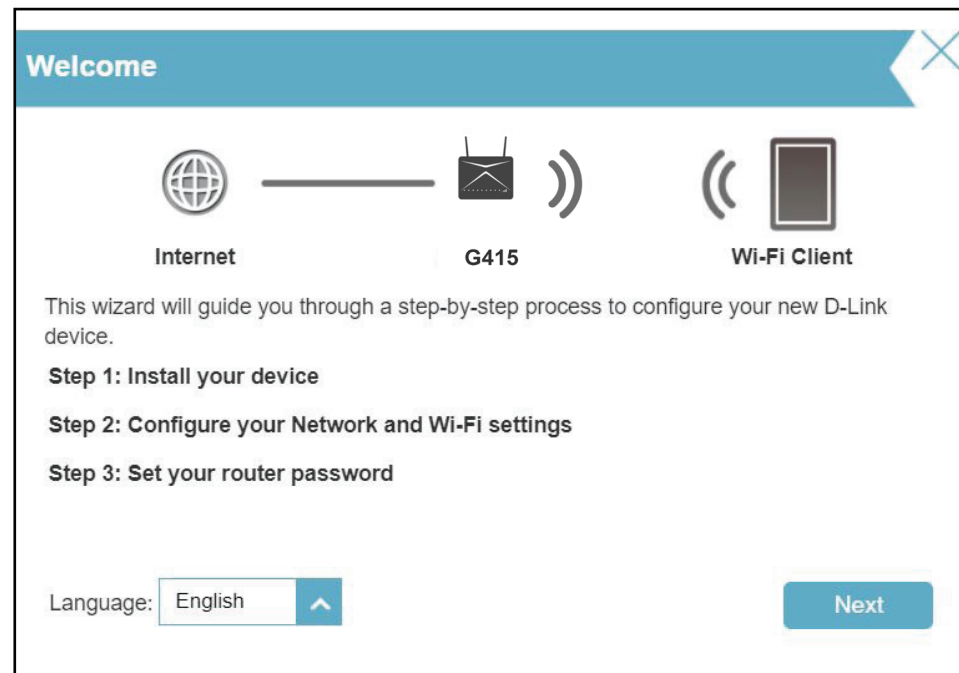 Welcome
Internet
G415
Wi-Fi Client
This wizard will guide you through a step-by-step process to configure your new D-Link
device.
Step 1: Install your device
Step 2: Configure your Network and Wi-Fi settings
Step 3: Set your router password
Language: English
Next